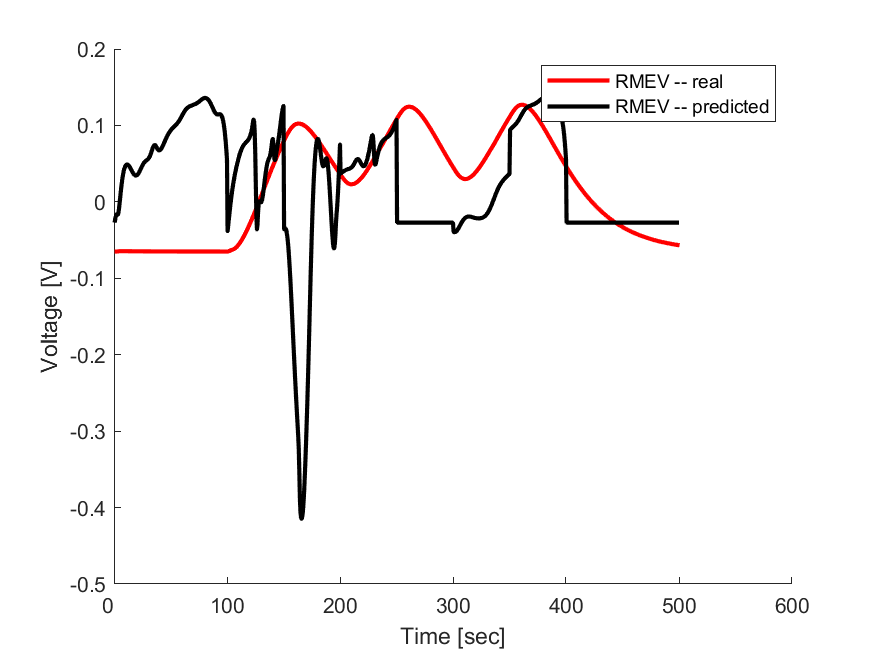 0.2
0.1
0
-0.1
-0.2
-0.3
-0.4
-0.5
Voltage [V]
RMEV -- real
RMEV -- predicted
0 100 200 300 400 500 600
Time [sec]